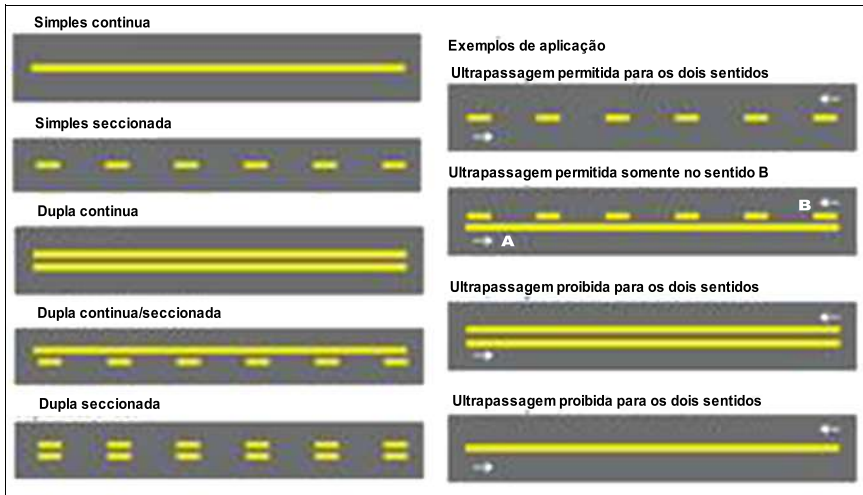 Simples continua
Simples seccionada
Dupla continua
Dupla continua/seccionada
Dupla seccionada
Exemplos de aplicação
Ultrapassagem permitida para os dois sentidos
Ultrapassagem permitida somente no sentido B
B
A
Ultrapassagem proibida para os dois sentidos
Ultrapassagem proibida para os dois sentidos